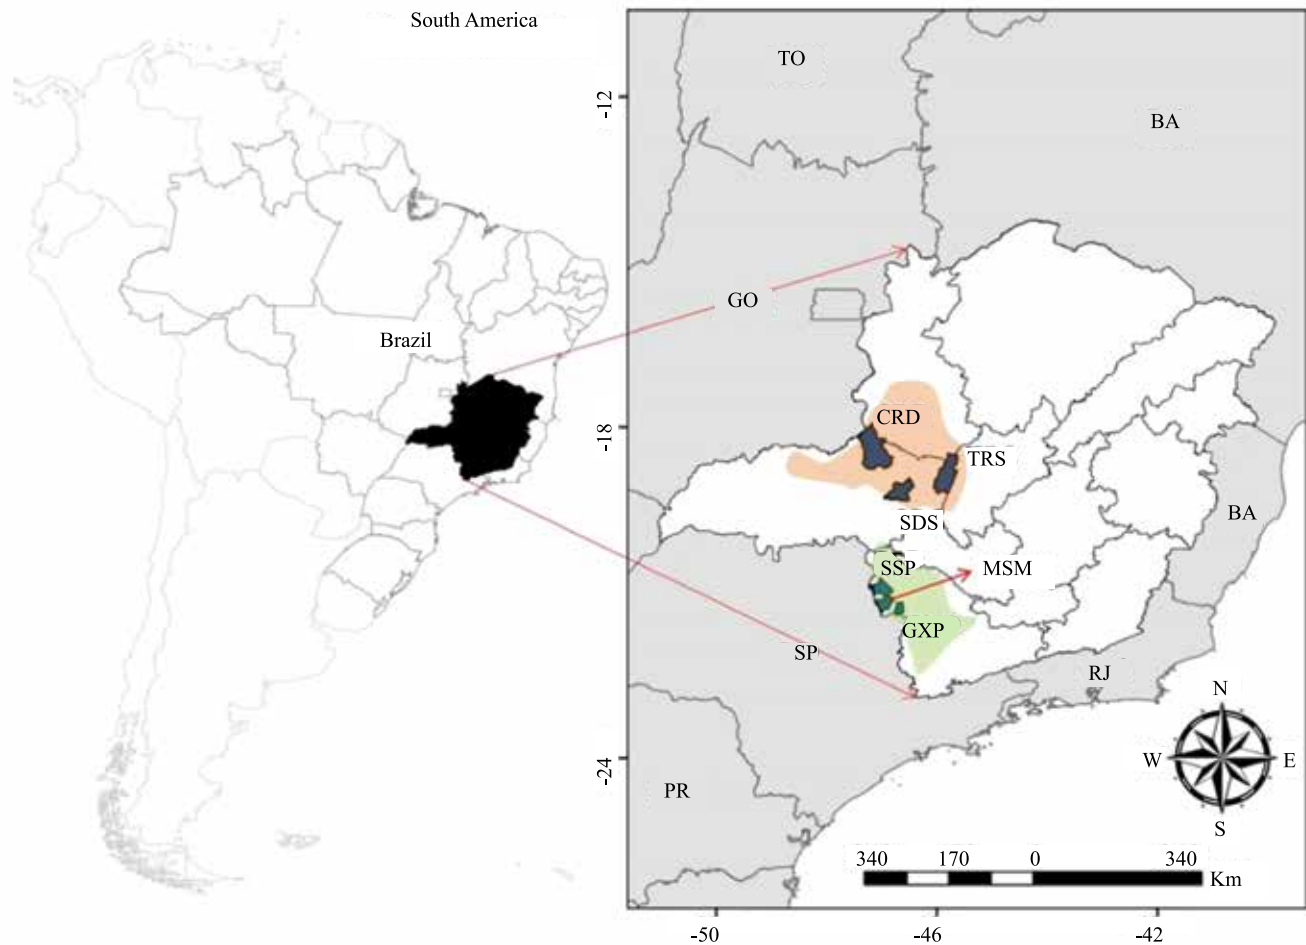 South America
Brazil
TO
BA
GO
CRD
TRS
SDS
BA
SSP
MSM
GXP
SP
RJ
PR
N
W
E
S
340 170 0 340
Km
-12
-18
-24
-50 -46 -42